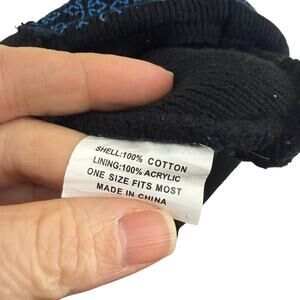 SHELL:100% COTTON
LINING:100% ACRYLIC
ONE SIZE FITS MOST
MADE IN CHINA